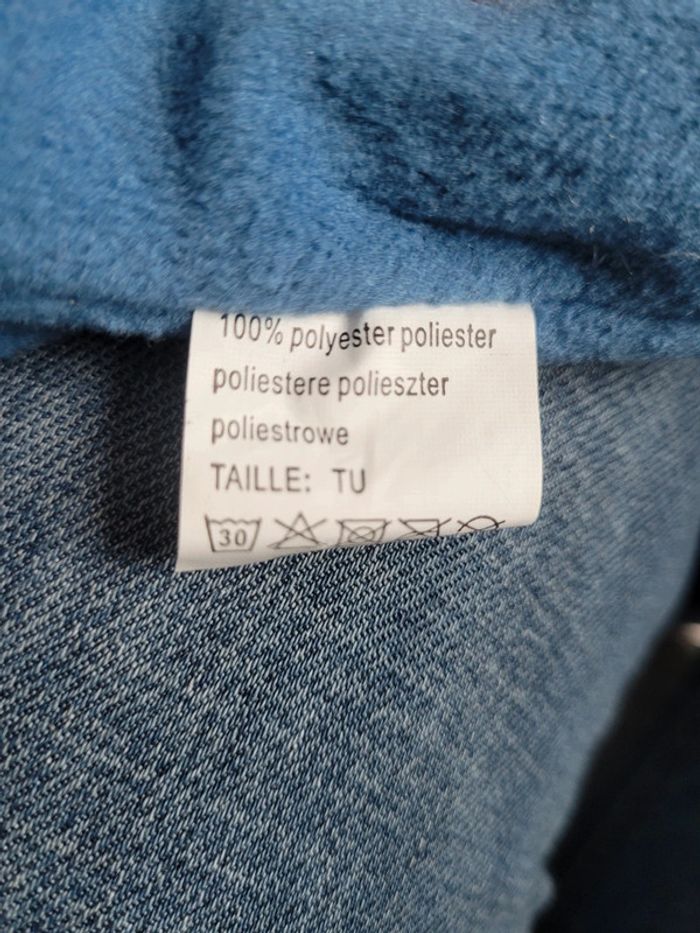 100% polyester poliester
poliestere polieszter
poliestrowe
TAILLE: TU
30